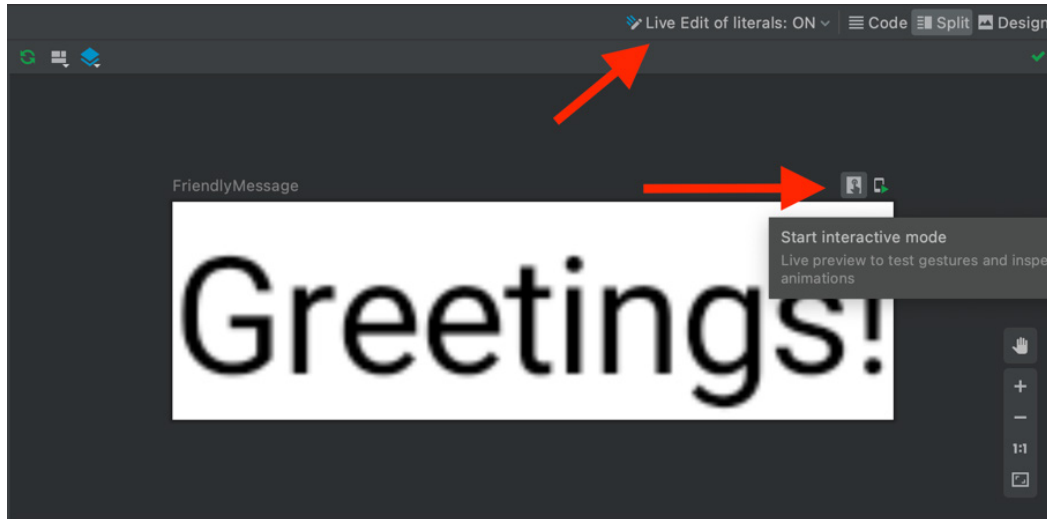 Live Edit of literals: ON Code Split Design
FriendlyMessage
Start interactive mode
Live preview to test gestures and inspe
animations
Greetings!
1:1